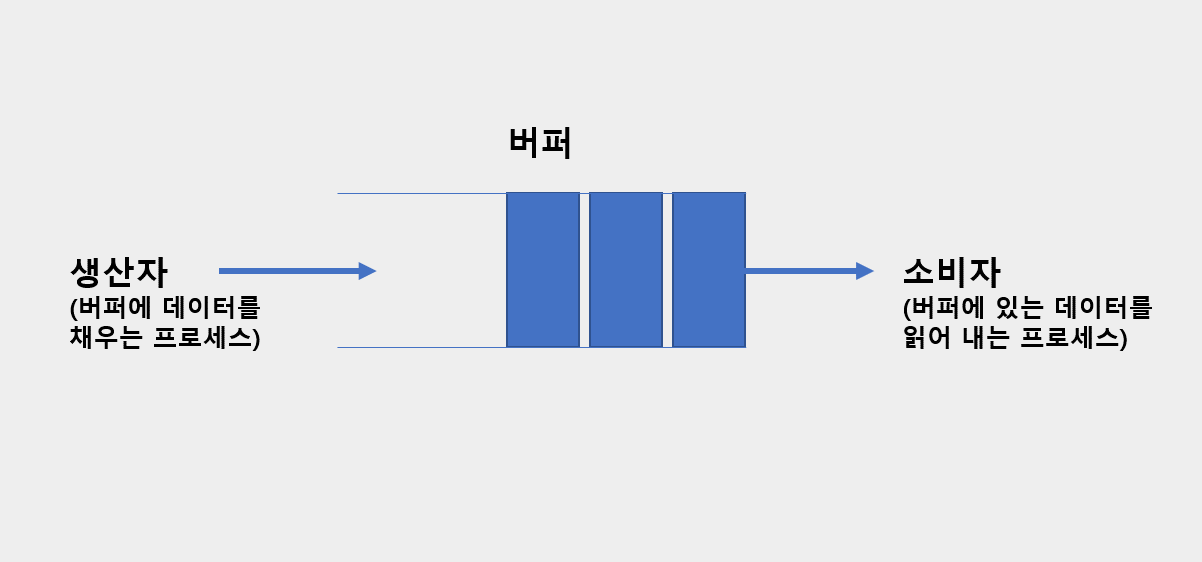 버퍼
생산자
(버퍼에 데이터를
채우는 프로세스)
소비자
(버퍼에 있는 데이터를
읽어 내는 프로세스)